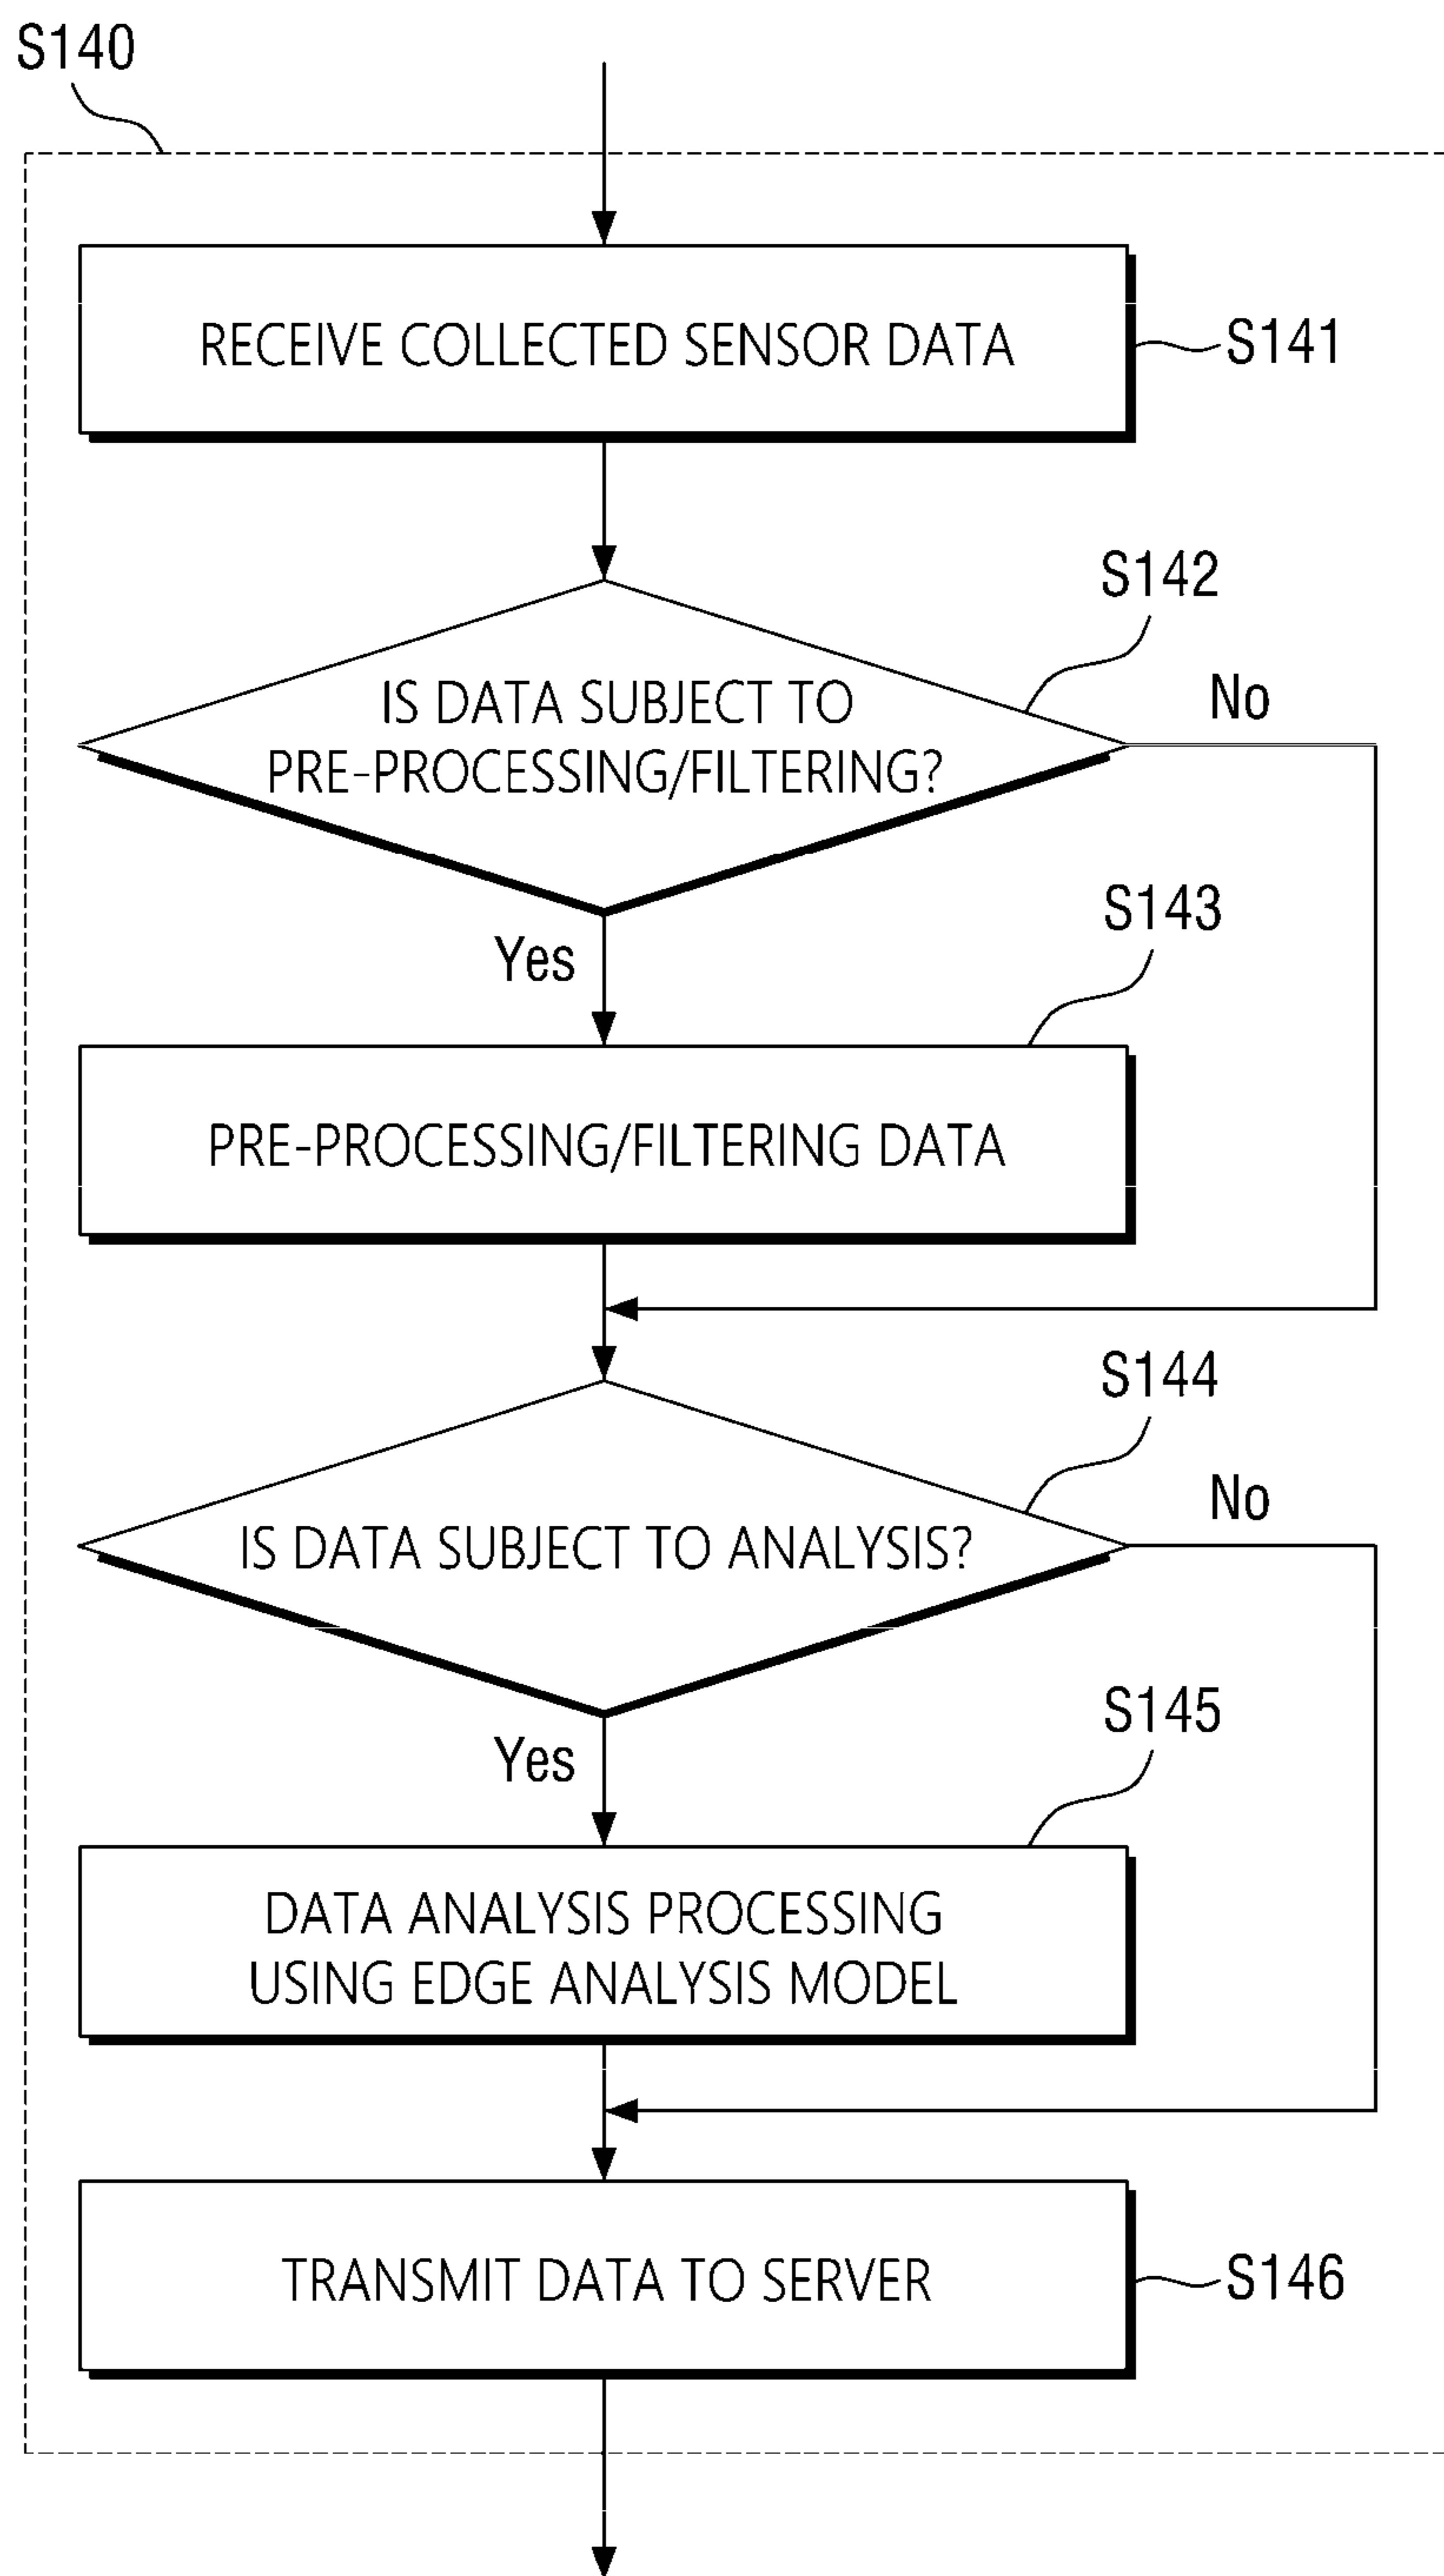 S140
RECEIVE COLLECTED SENSOR DATA
S141
S142
IS DATA SUBJECT TO
PRE-PROCESSING/FILTERING?
No
Yes
S143
PRE-PROCESSING/FILTERING DATA
S144
IS DATA SUBJECT TO ANALYSIS?
No
Yes
S145
DATA ANALYSIS PROCESSING
USING EDGE ANALYSIS MODEL
TRANSMIT DATA TO SERVER
S146